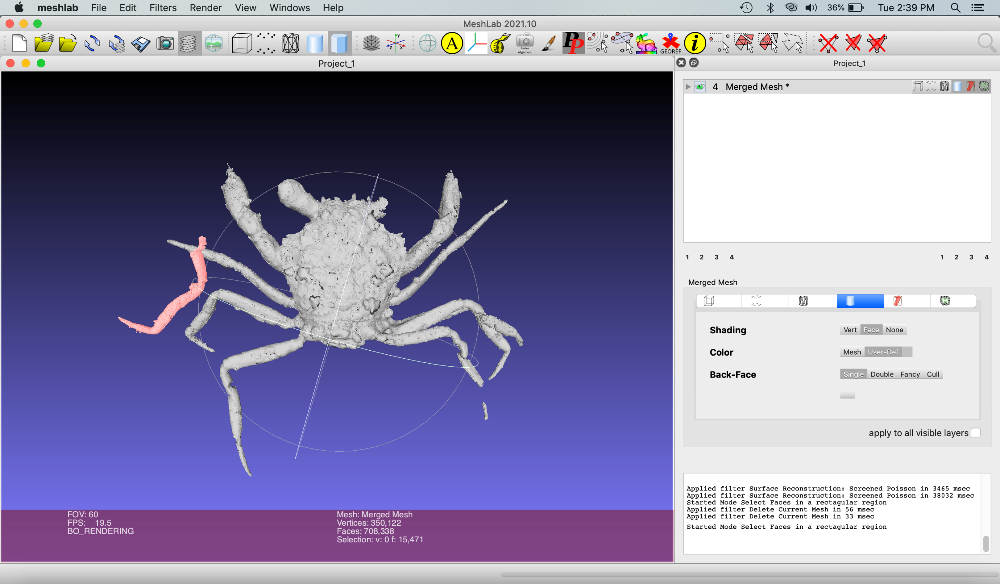 meshlab File Edit Filters Render View Windows Help 36% Tue 2:39 PM
MeshLab 2021.10
Y
Z X
A
Raster
Alignment
PP
GEOREF
i
Project_1
Project_1
4 Merged Mesh *
1 2 3 4 1 2 3 4
Merged Mesh
Shading Vert Face None
Color Mesh User-Def
Back-Face Single Double Fancy Cull
apply to all visible layers
Applied filter Surface Reconstruction: Screened Poisson in 3465 msec
Applied filter Surface Reconstruction: Screened Poisson in 38032 msec
Started Mode Select Faces in a rectagular region
Applied filter Delete Current Mesh in 56 msec
Applied filter Delete Current Mesh in 33 msec
Started Mode Select Faces in a rectagular region
FOV: 60
FPS: 19.5
BO_RENDERING
Mesh: Merged Mesh
Vertices: 350,122
Faces: 708,338
Selection: v: 0 f: 15,471